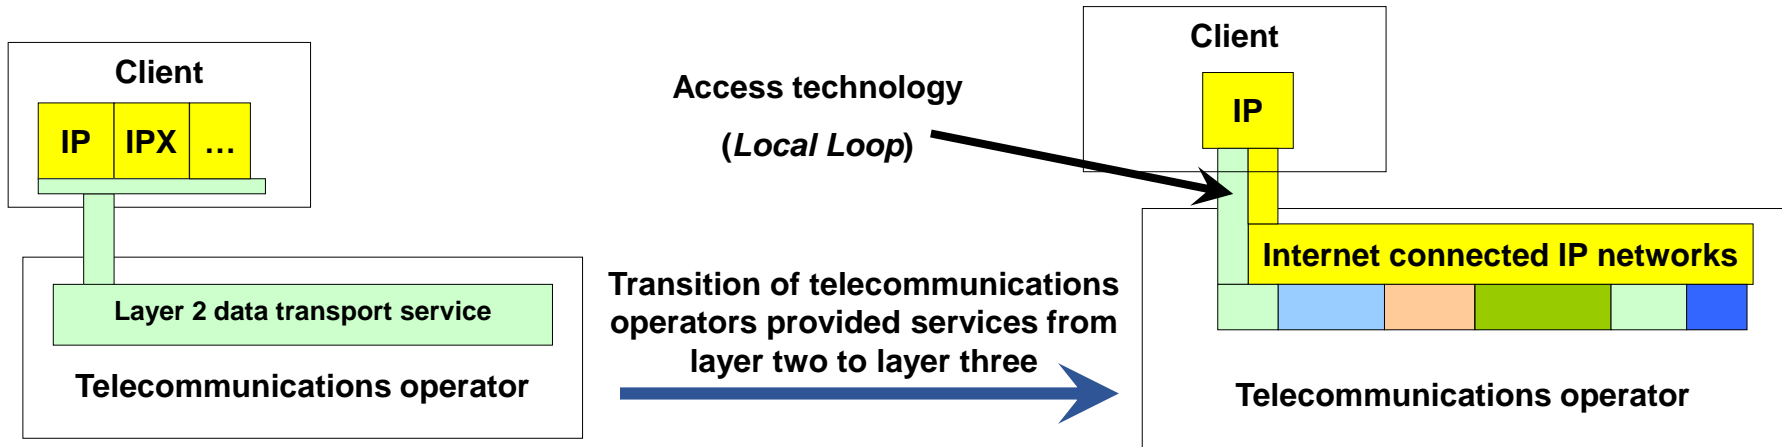 Client
IP IPX …
Layer 2 data transport service
Telecommunications operator
Access technology
(Local Loop)
Transition of telecommunications
operators provided services from
layer two to layer three
Client
IP
Internet connected IP networks
Telecommunications operator